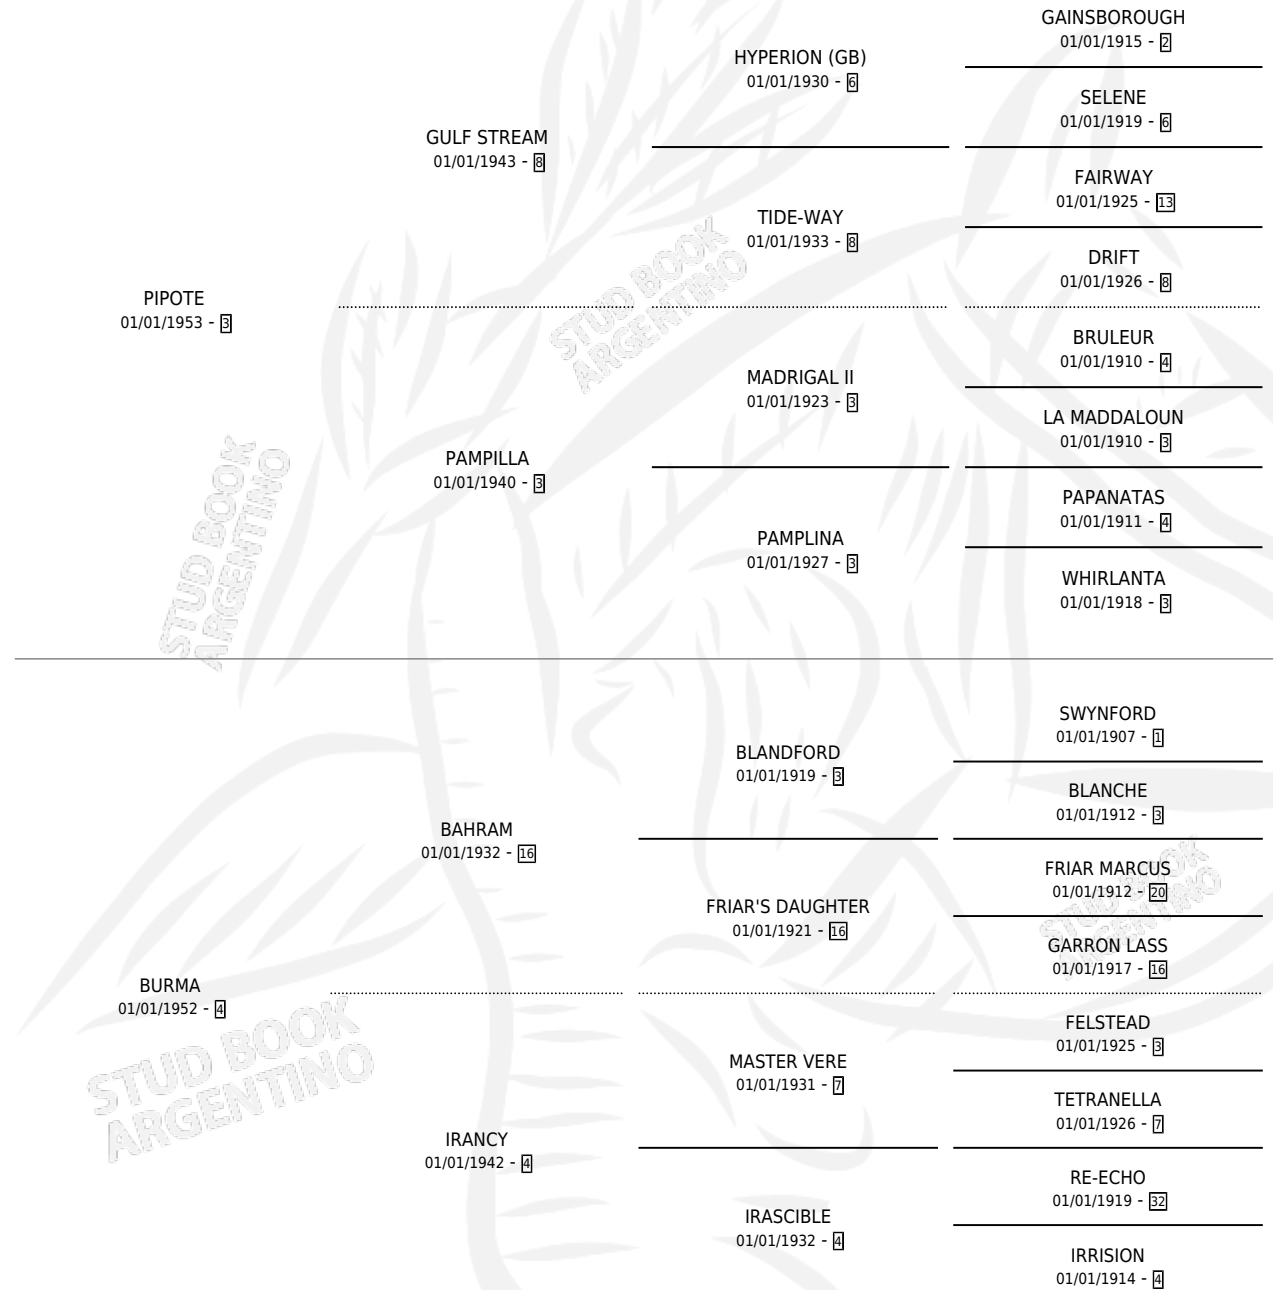 GAINSBOROUGH
01/01/1915 - 2
HYPERION (GB)
01/01/1930 - 6
SELENE
01/01/1919 - 6
GULF STREAM
01/01/1943 - 8
FAIRWAY
01/01/1925 - 13
TIDE-WAY
01/01/1933 - 8
DRIFT
01/01/1926 - 8
PIPOTE
01/01/1953 - 3
STUD BOOK
ARGENTINO
BRULEUR
01/01/1910 - 4
MADRIGAL II
01/01/1923 - 3
LA MADDALOUN
01/01/1910 - 3
PAMPILLA
01/01/1940 - 3
PAPANATAS
01/01/1911 - 4
PAMPLINA
01/01/1927 - 3
WHIRLANTA
01/01/1918 - 3
STUD BOOK
ARGENTINO
SWYNFORD
01/01/1907 - 1
BLANDFORD
01/01/1919 - 3
BLANCHE
01/01/1912 - 3
BAHRAM
01/01/1932 - 16
FRIAR MARCUS
01/01/1912 - 20
FRIAR'S DAUGHTER
01/01/1921 - 16
STUD BOOK
ARGENTINO
GARRON LASS
01/01/1917 - 16
BURMA
01/01/1952 - 4
STUD BOOK
ARGENTINO
FELSTEAD
01/01/1925 - 3
MASTER VERE
01/01/1931 - 7
TETRANELLA
01/01/1926 - 7
IRANCY
01/01/1942 - 4
RE-ECHO
01/01/1919 - 32
IRASCIBLE
01/01/1932 - 4
IRRISION
01/01/1914 - 4